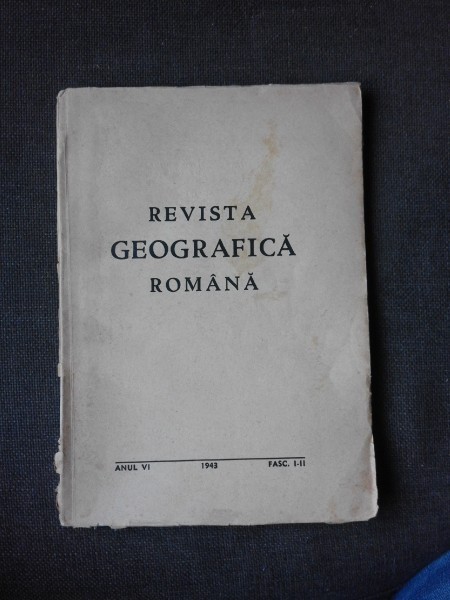 REVISTA
GEOGRAFICĂ
ROMÂNĂ
ANUL VI 1943 FASC. I-II